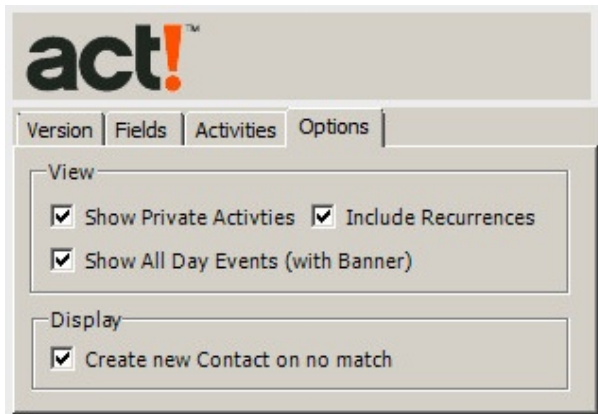 act!™
Version Fields Activities Options
View
Show Private Activties Include Recurrences
Show All Day Events (with Banner)
Display
Create new Contact on no match